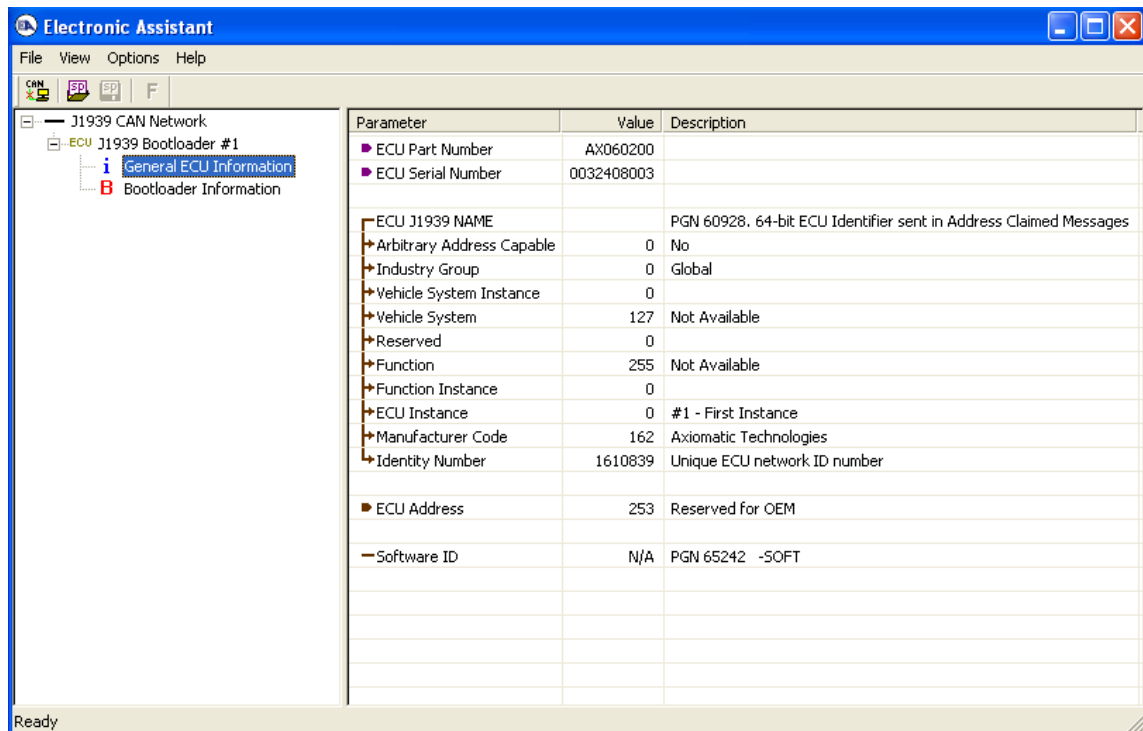 Electronic Assistant
File View Options Help
CAN SP SP F
J1939 CAN Network
ECU J1939 Bootloader #1
i General ECU Information
B Bootloader Information
Parameter Value Description
ECU Part Number AX060200
ECU Serial Number 0032408003
ECU J1939 NAME PGN 60928. 64-bit ECU Identifier sent in Address Claimed Messages
Arbitrary Address Capable 0 No
Industry Group 0 Global
Vehicle System Instance 0
Vehicle System 127 Not Available
Reserved 0
Function 255 Not Available
Function Instance 0
ECU Instance 0 #1 - First Instance
Manufacturer Code 162 Axiomatic Technologies
Identity Number 1610839 Unique ECU network ID number
ECU Address 253 Reserved for OEM
Software ID N/A PGN 65242 -SOFT
Ready